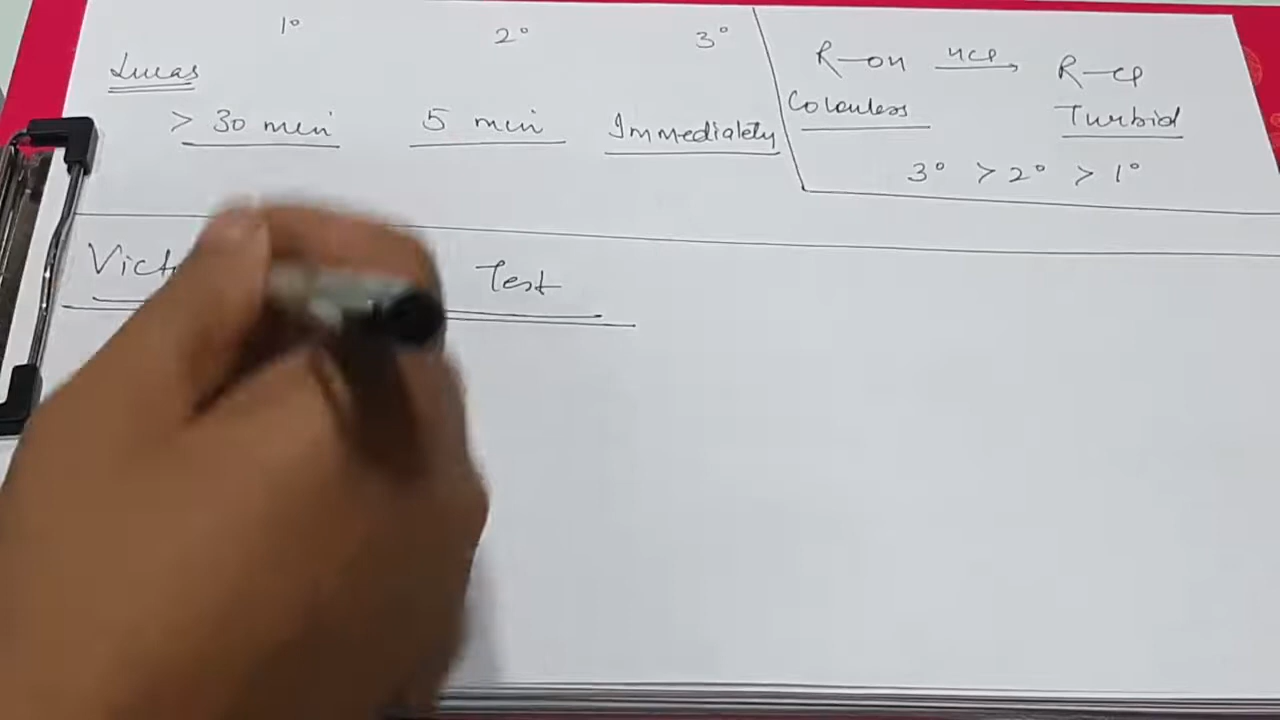 1° 2° 3°
Lucas
> 30 min 5 min Immediately
R-OH HCl R-Cl
Colourless Turbid
3° > 2° > 1°
Test